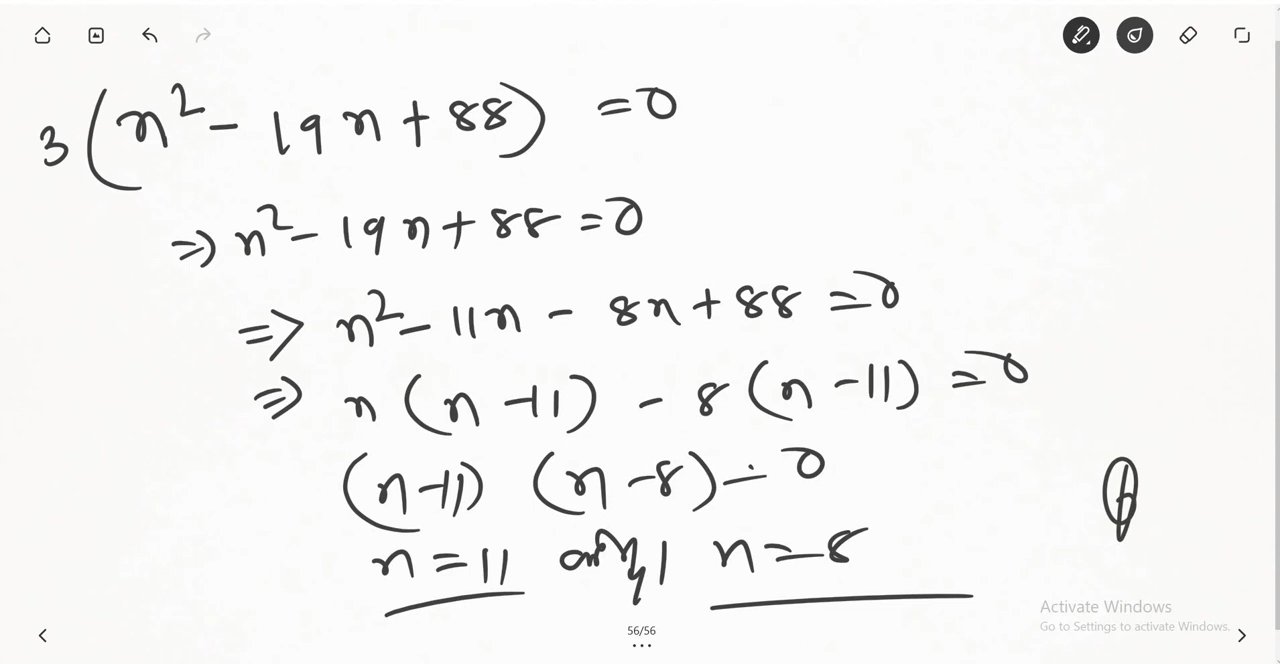 3 (n² - 19n + 88) = 0
=> n² - 19n + 88 = 0
=> n² - 11n - 8n + 88 = 0
=> n (n - 11) - 8 (n - 11) = 0
(n - 11) (n - 8) = 0
n = 11 n = 8
56/56
Activate Windows
Go to Settings to activate Windows.